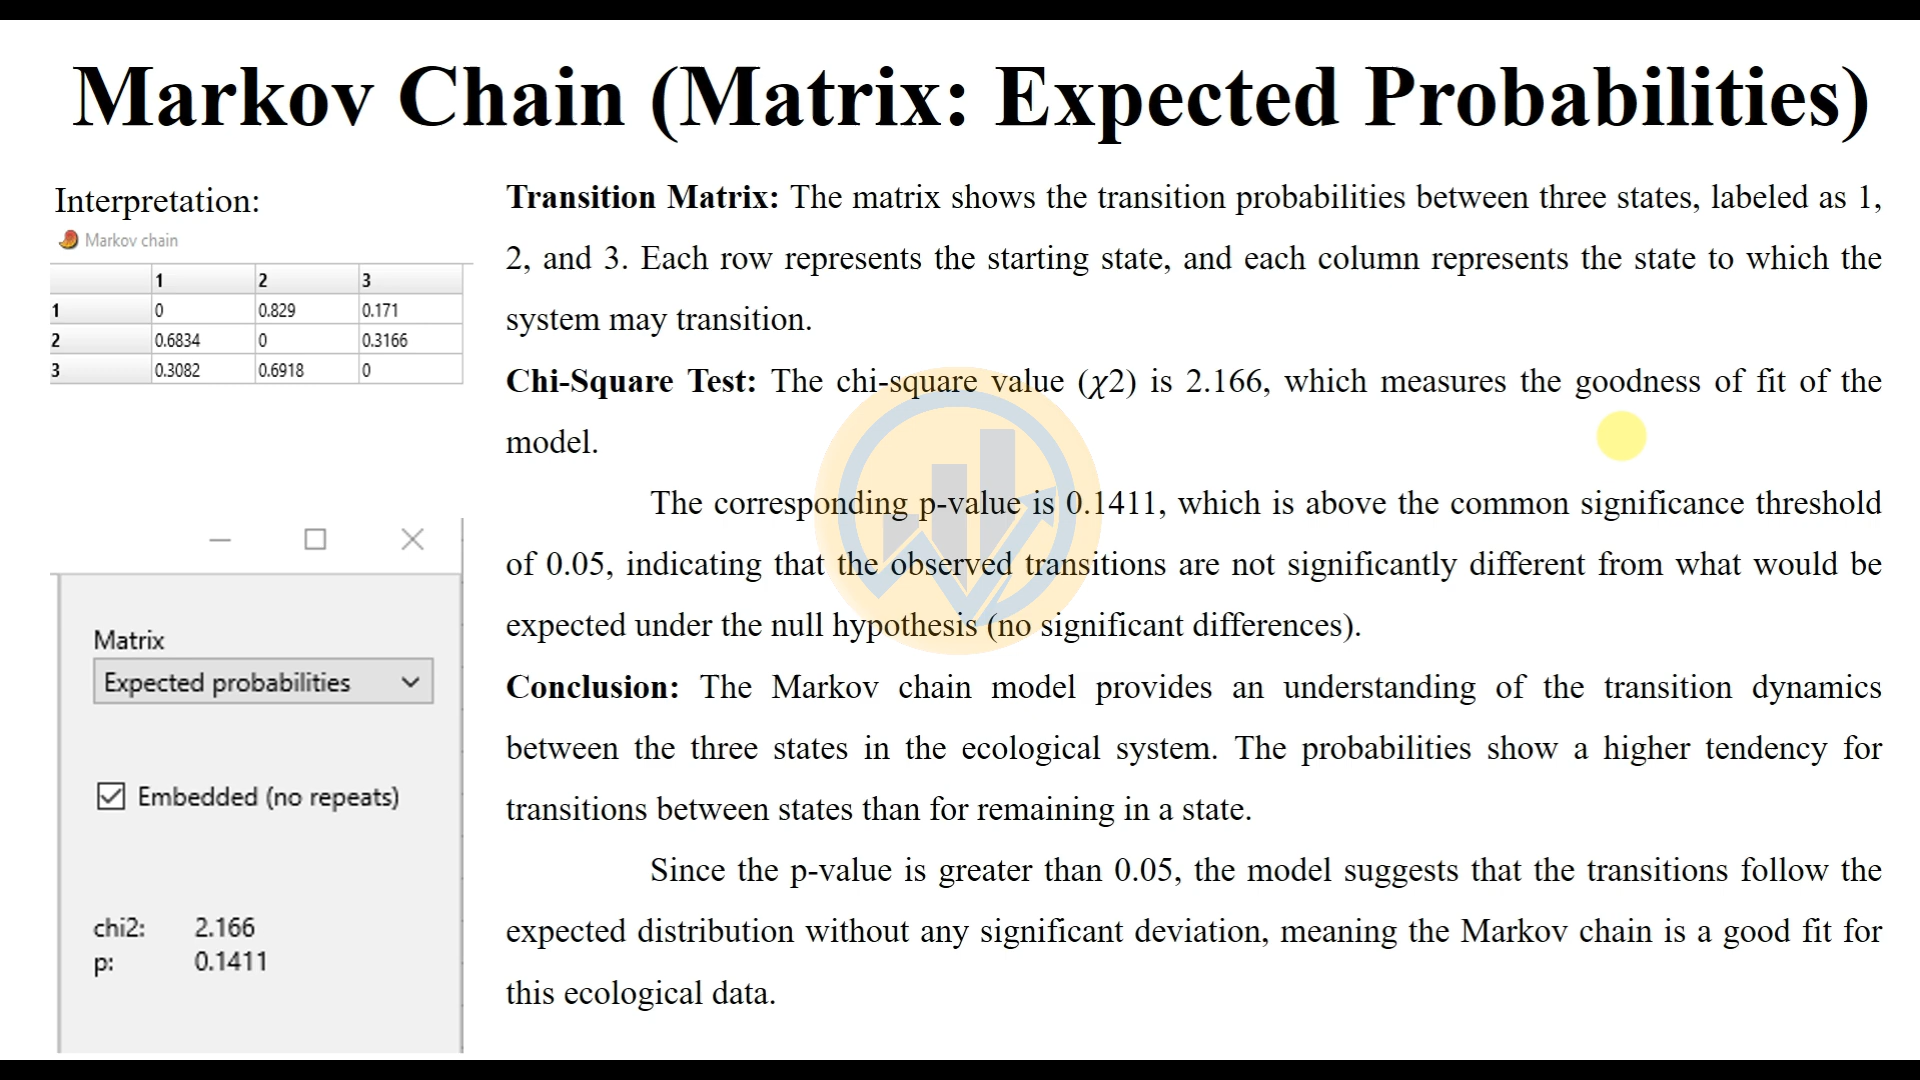 Markov Chain (Matrix: Expected Probabilities)
Interpretation:
Markov chain
1 2 3
1 0 0.829 0.171
2 0.6834 0 0.3166
3 0.3082 0.6918 0
Matrix
Expected probabilities
Embedded (no repeats)
chi2: 2.166
p: 0.1411
Transition Matrix: The matrix shows the transition probabilities between three states, labeled as 1,
2, and 3. Each row represents the starting state, and each column represents the state to which the
system may transition.
Chi-Square Test: The chi-square value (χ2) is 2.166, which measures the goodness of fit of the
model.
The corresponding p-value is 0.1411, which is above the common significance threshold
of 0.05, indicating that the observed transitions are not significantly different from what would be
expected under the null hypothesis (no significant differences).
Conclusion: The Markov chain model provides an understanding of the transition dynamics
between the three states in the ecological system. The probabilities show a higher tendency for
transitions between states than for remaining in a state.
Since the p-value is greater than 0.05, the model suggests that the transitions follow the
expected distribution without any significant deviation, meaning the Markov chain is a good fit for
this ecological data.